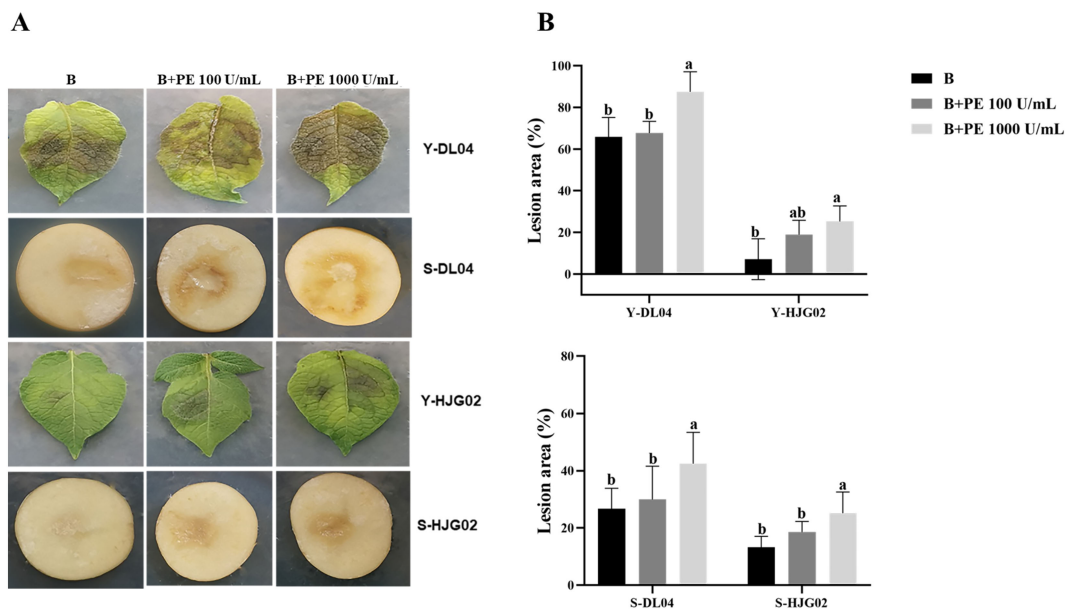 A
B
B+PE 100 U/mL
B+PE 1000 U/mL
Y-DL04
S-DL04
Y-HJG02
S-HJG02
B
Lesion area (%)
100
80
60
40
20
0
b
b
a
b
ab
a
Y-DL04
Y-HJG02
B
B+PE 100 U/mL
B+PE 1000 U/mL
Lesion area (%)
80
60
40
20
0
b
b
a
b
b
a
S-DL04
S-HJG02